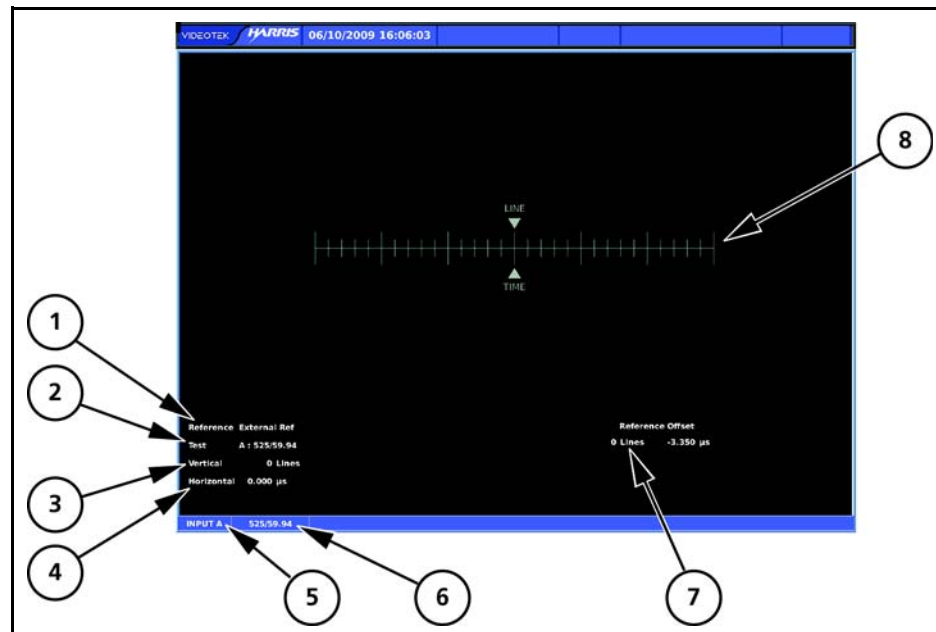 VIDEOTEK HARRIS 06/10/2009 16:06:03
8
LINE
TIME
1
2
3
4
Reference External Ref
Test A : 525/59.94
Vertical 0 Lines
Horizontal 0.000 µs
Reference Offset
0 Lines -3.350 µs
INPUT A 525/59.94
5
6
7